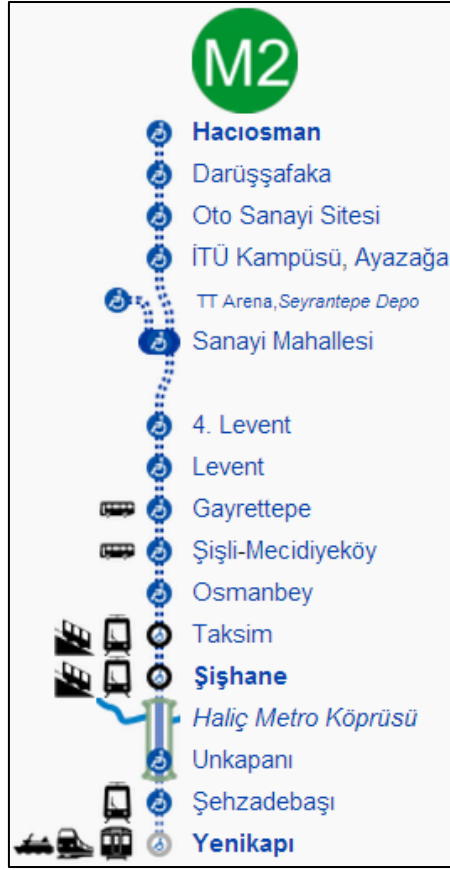 M2
Hacıosman
Darüşşafaka
Oto Sanayi Sitesi
İTÜ Kampüsü, Ayazağa
TT Arena,Seyrantepe Depo
Sanayi Mahallesi
4. Levent
Levent
Gayrettepe
Şişli-Mecidiyeköy
Osmanbey
Taksim
Şişhane
Haliç Metro Köprüsü
Unkapanı
Şehzadebaşı
Yenikapı